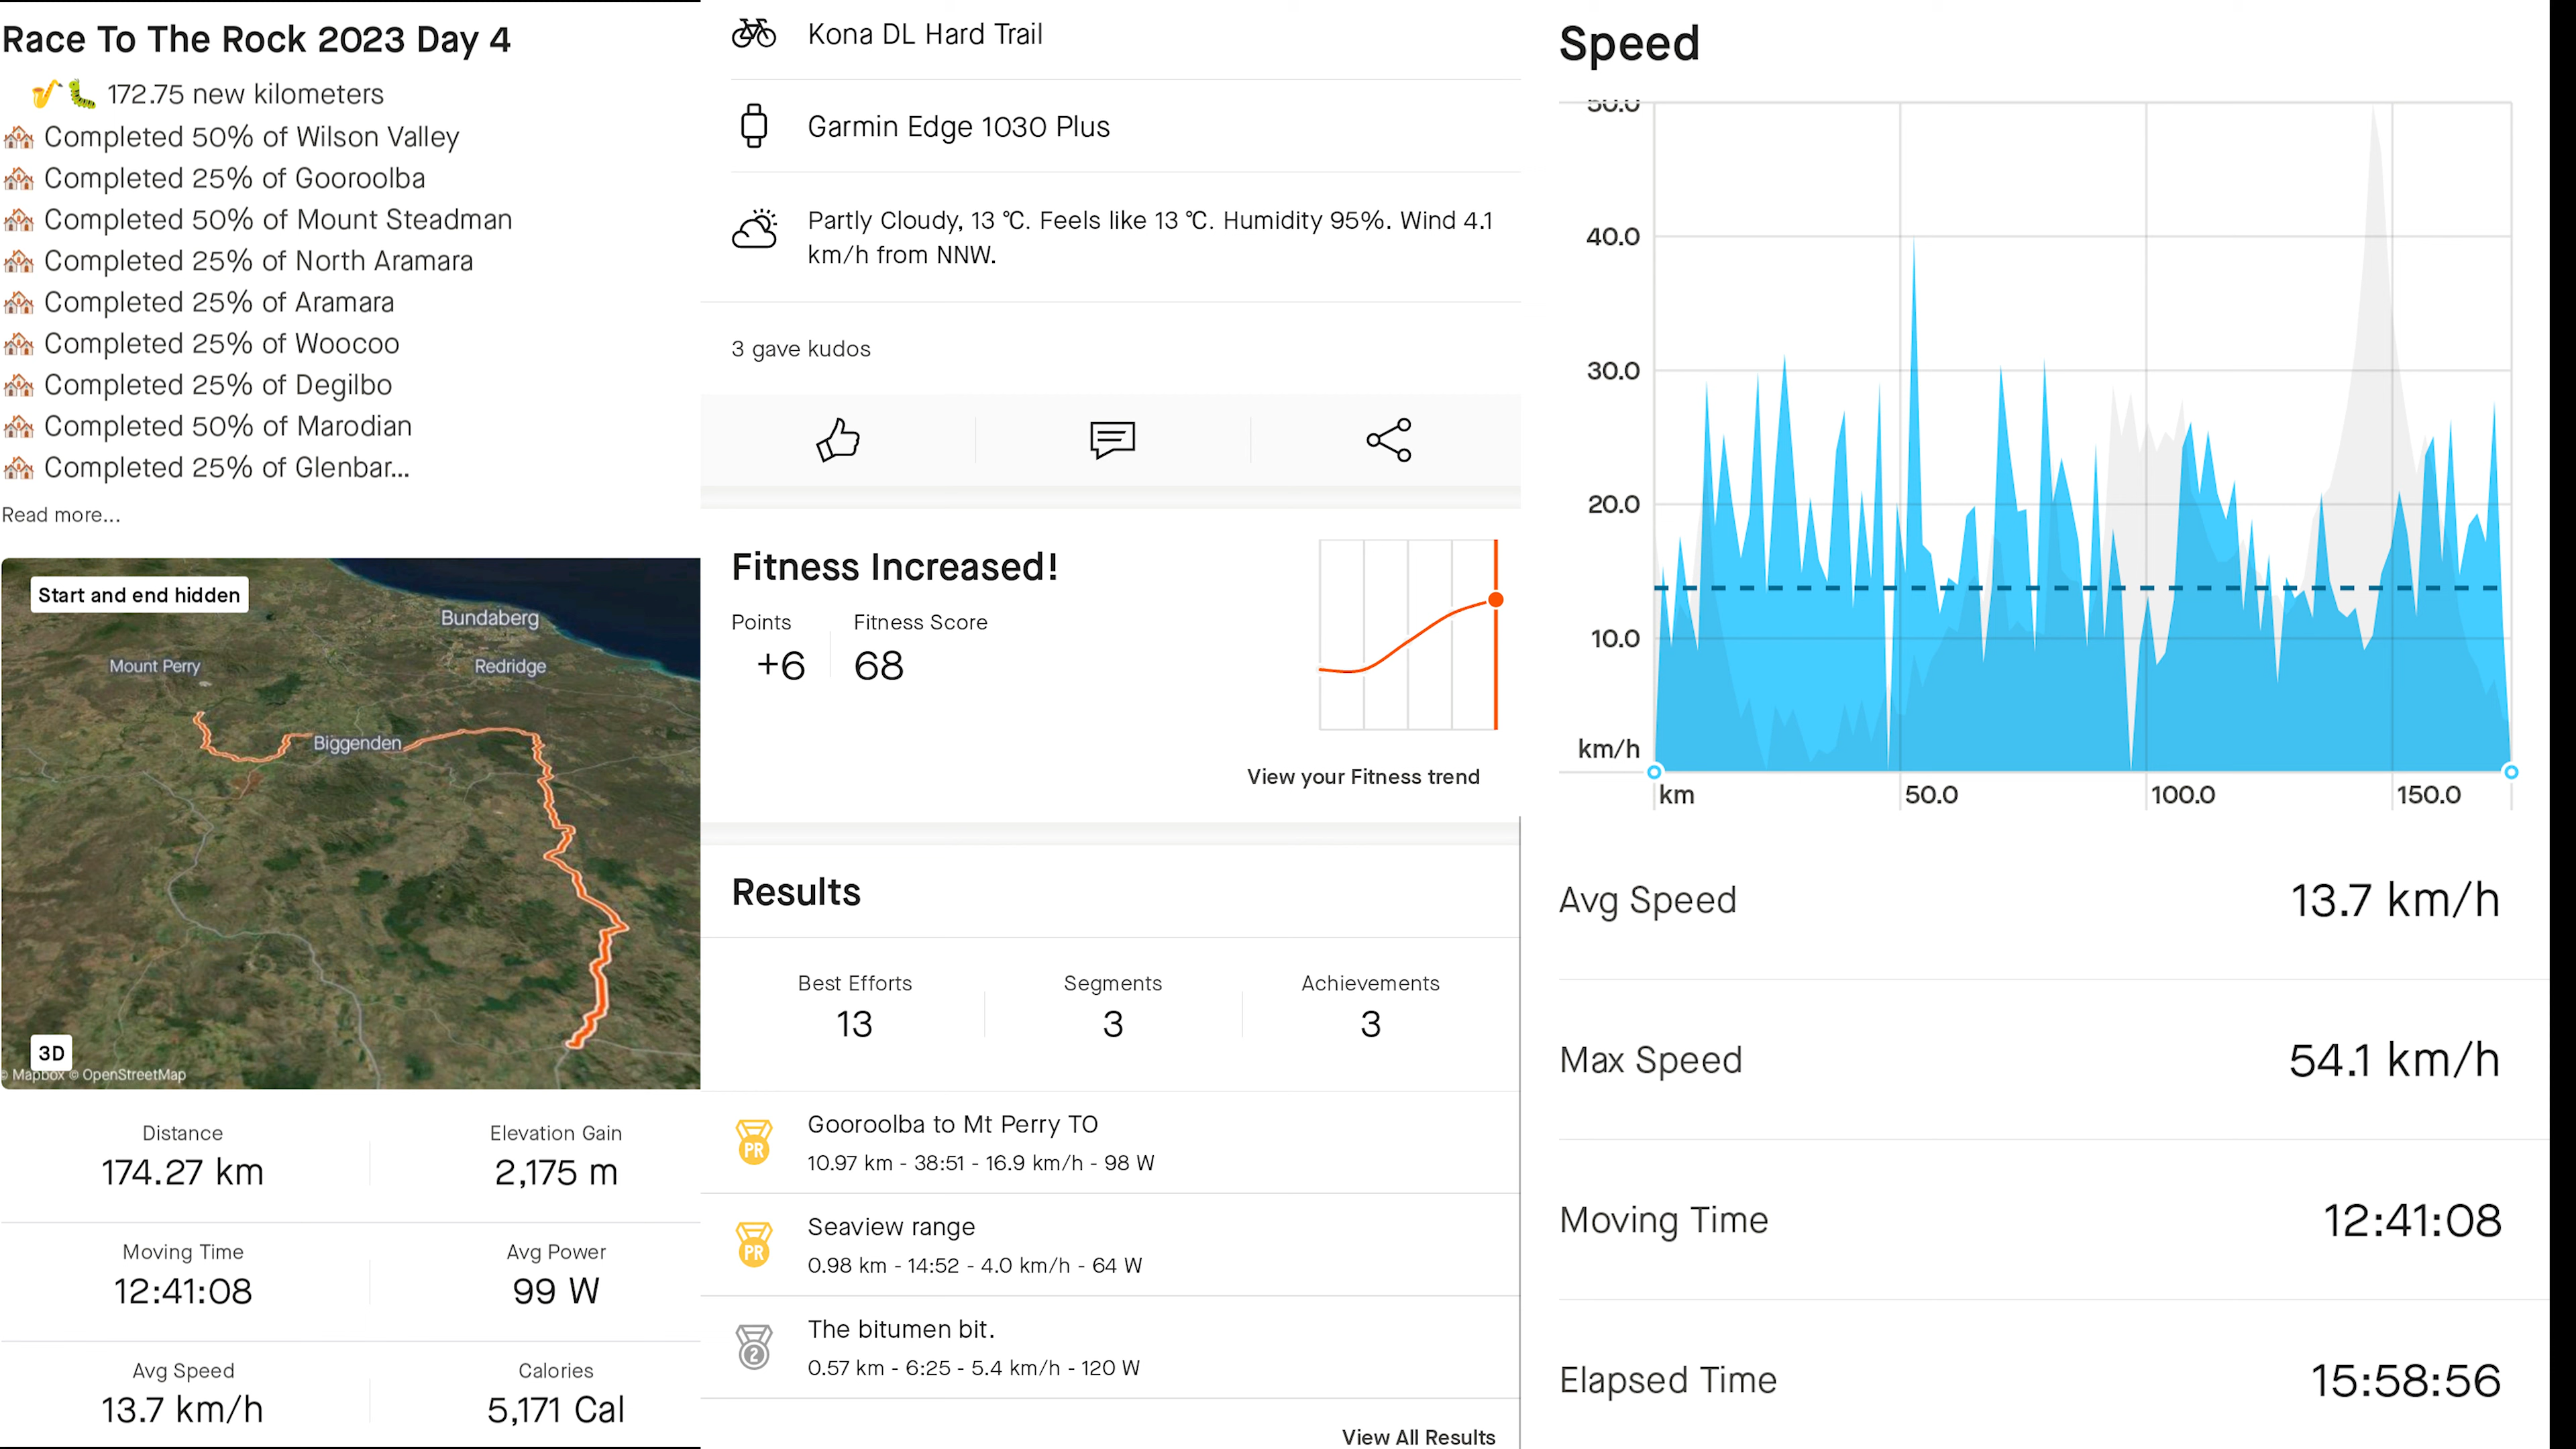 Race To The Rock 2023 Day 4
172.75 new kilometers
Completed 50% of Wilson Valley
Completed 25% of Gooroolba
Completed 50% of Mount Steadman
Completed 25% of North Aramara
Completed 25% of Aramara
Completed 25% of Woocoo
Completed 25% of Degilbo
Completed 50% of Marodian
Completed 25% of Glenbar...
Read more...
Start and end hidden
Bundaberg
Mount Perry
Redridge
Biggenden
3D
© Mapbox © OpenStreetMap
Distance
174.27 km
Elevation Gain
2,175 m
Moving Time
12:41:08
Avg Power
99 W
Avg Speed
13.7 km/h
Calories
5,171 Cal
Kona DL Hard Trail
Garmin Edge 1030 Plus
Partly Cloudy, 13 ℃. Feels like 13 ℃. Humidity 95%. Wind 4.1
km/h from NNW.
3 gave kudos
Fitness Increased!
Points
+6
Fitness Score
68
View your Fitness trend
Results
Best Efforts
13
Segments
3
Achievements
3
PR
Gooroolba to Mt Perry TO
10.97 km - 38:51 - 16.9 km/h - 98 W
PR
Seaview range
0.98 km - 14:52 - 4.0 km/h - 64 W
2
The bitumen bit.
0.57 km - 6:25 - 5.4 km/h - 120 W
View All Results
Speed
50.0
40.0
30.0
20.0
10.0
km/h
km
50.0
100.0
150.0
Avg Speed
13.7 km/h
Max Speed
54.1 km/h
Moving Time
12:41:08
Elapsed Time
15:58:56